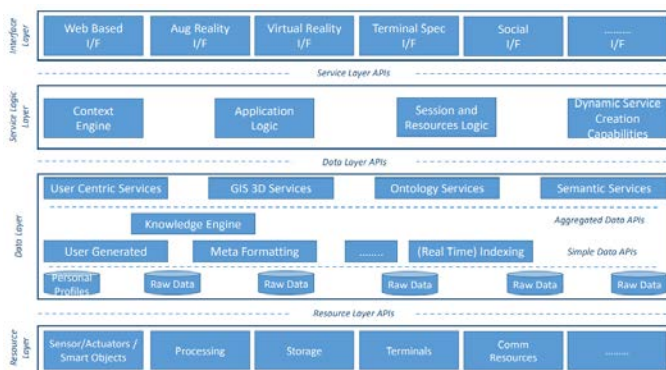 Interface Layer
Web Based I/F
Aug Reality I/F
Virtual Reality I/F
Terminal Spec I/F
Social I/F
......... I/F
Service Layer APIs
Service Logic Layer
Context Engine
Application Logic
Session and Resources Logic
Dynamic Service Creation Capabilities
Data Layer APIs
Data Layer
User Centric Services
GIS 3D Services
Ontology Services
Semantic Services
Aggregated Data APIs
Knowledge Engine
User Generated
Meta Formatting
........
(Real Time) Indexing
Simple Data APIs
Personal Profiles
Raw Data
Raw Data
Raw Data
Raw Data
Raw Data
Resource Layer APIs
Resource Layer
Sensor/Actuators / Smart Objects
Processing
Storage
Terminals
Comm Resources
.........